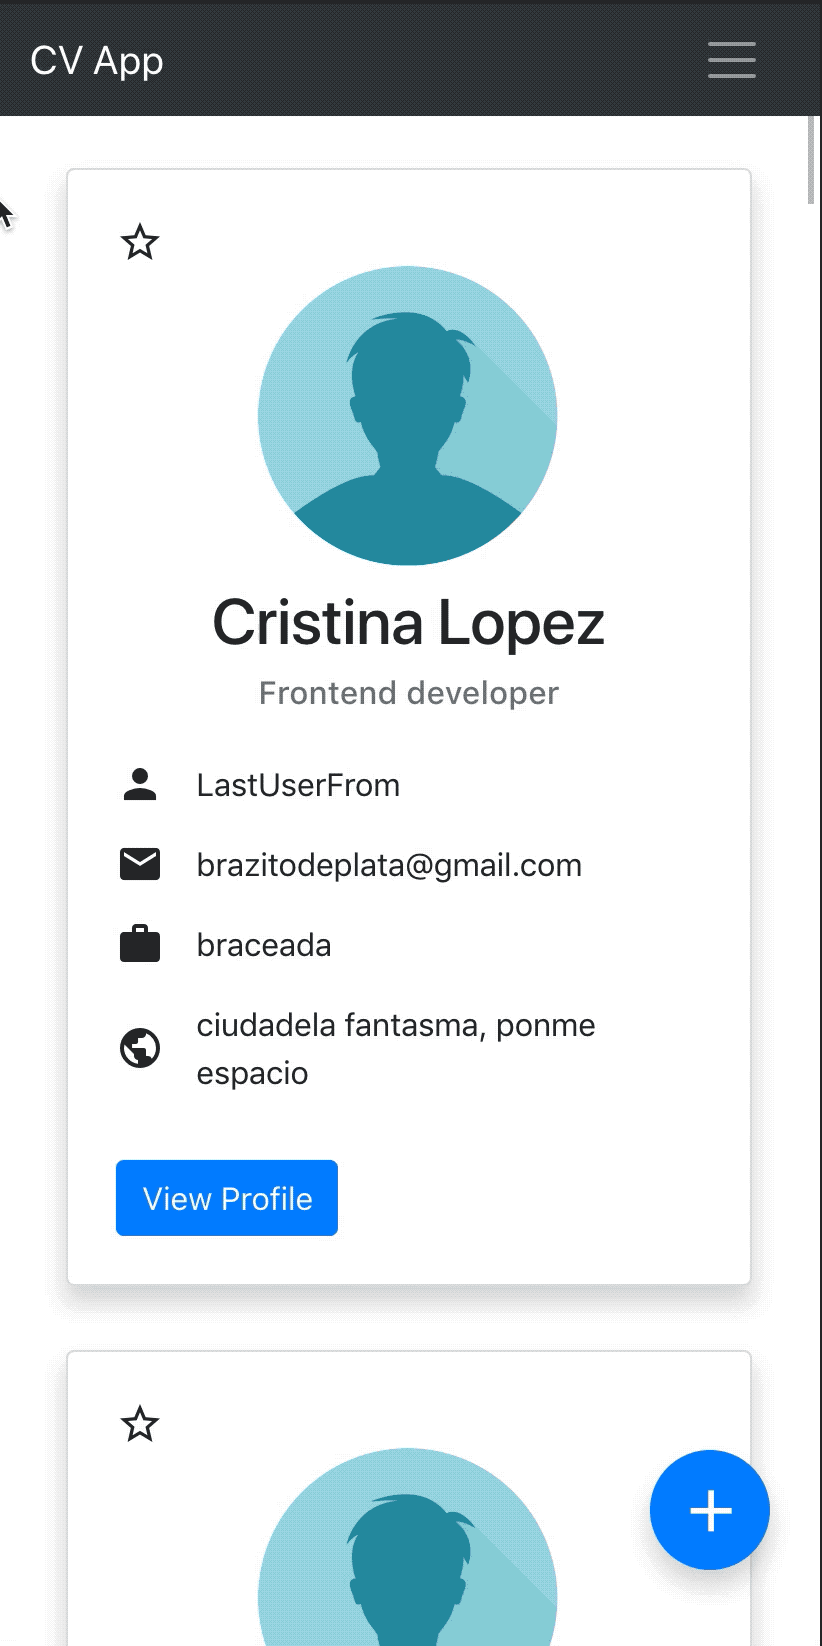 CV App
Cristina Lopez
Frontend developer
LastUserFrom
brazitodeplata@gmail.com
braceada
ciudadela fantasma, ponme
espacio
View Profile